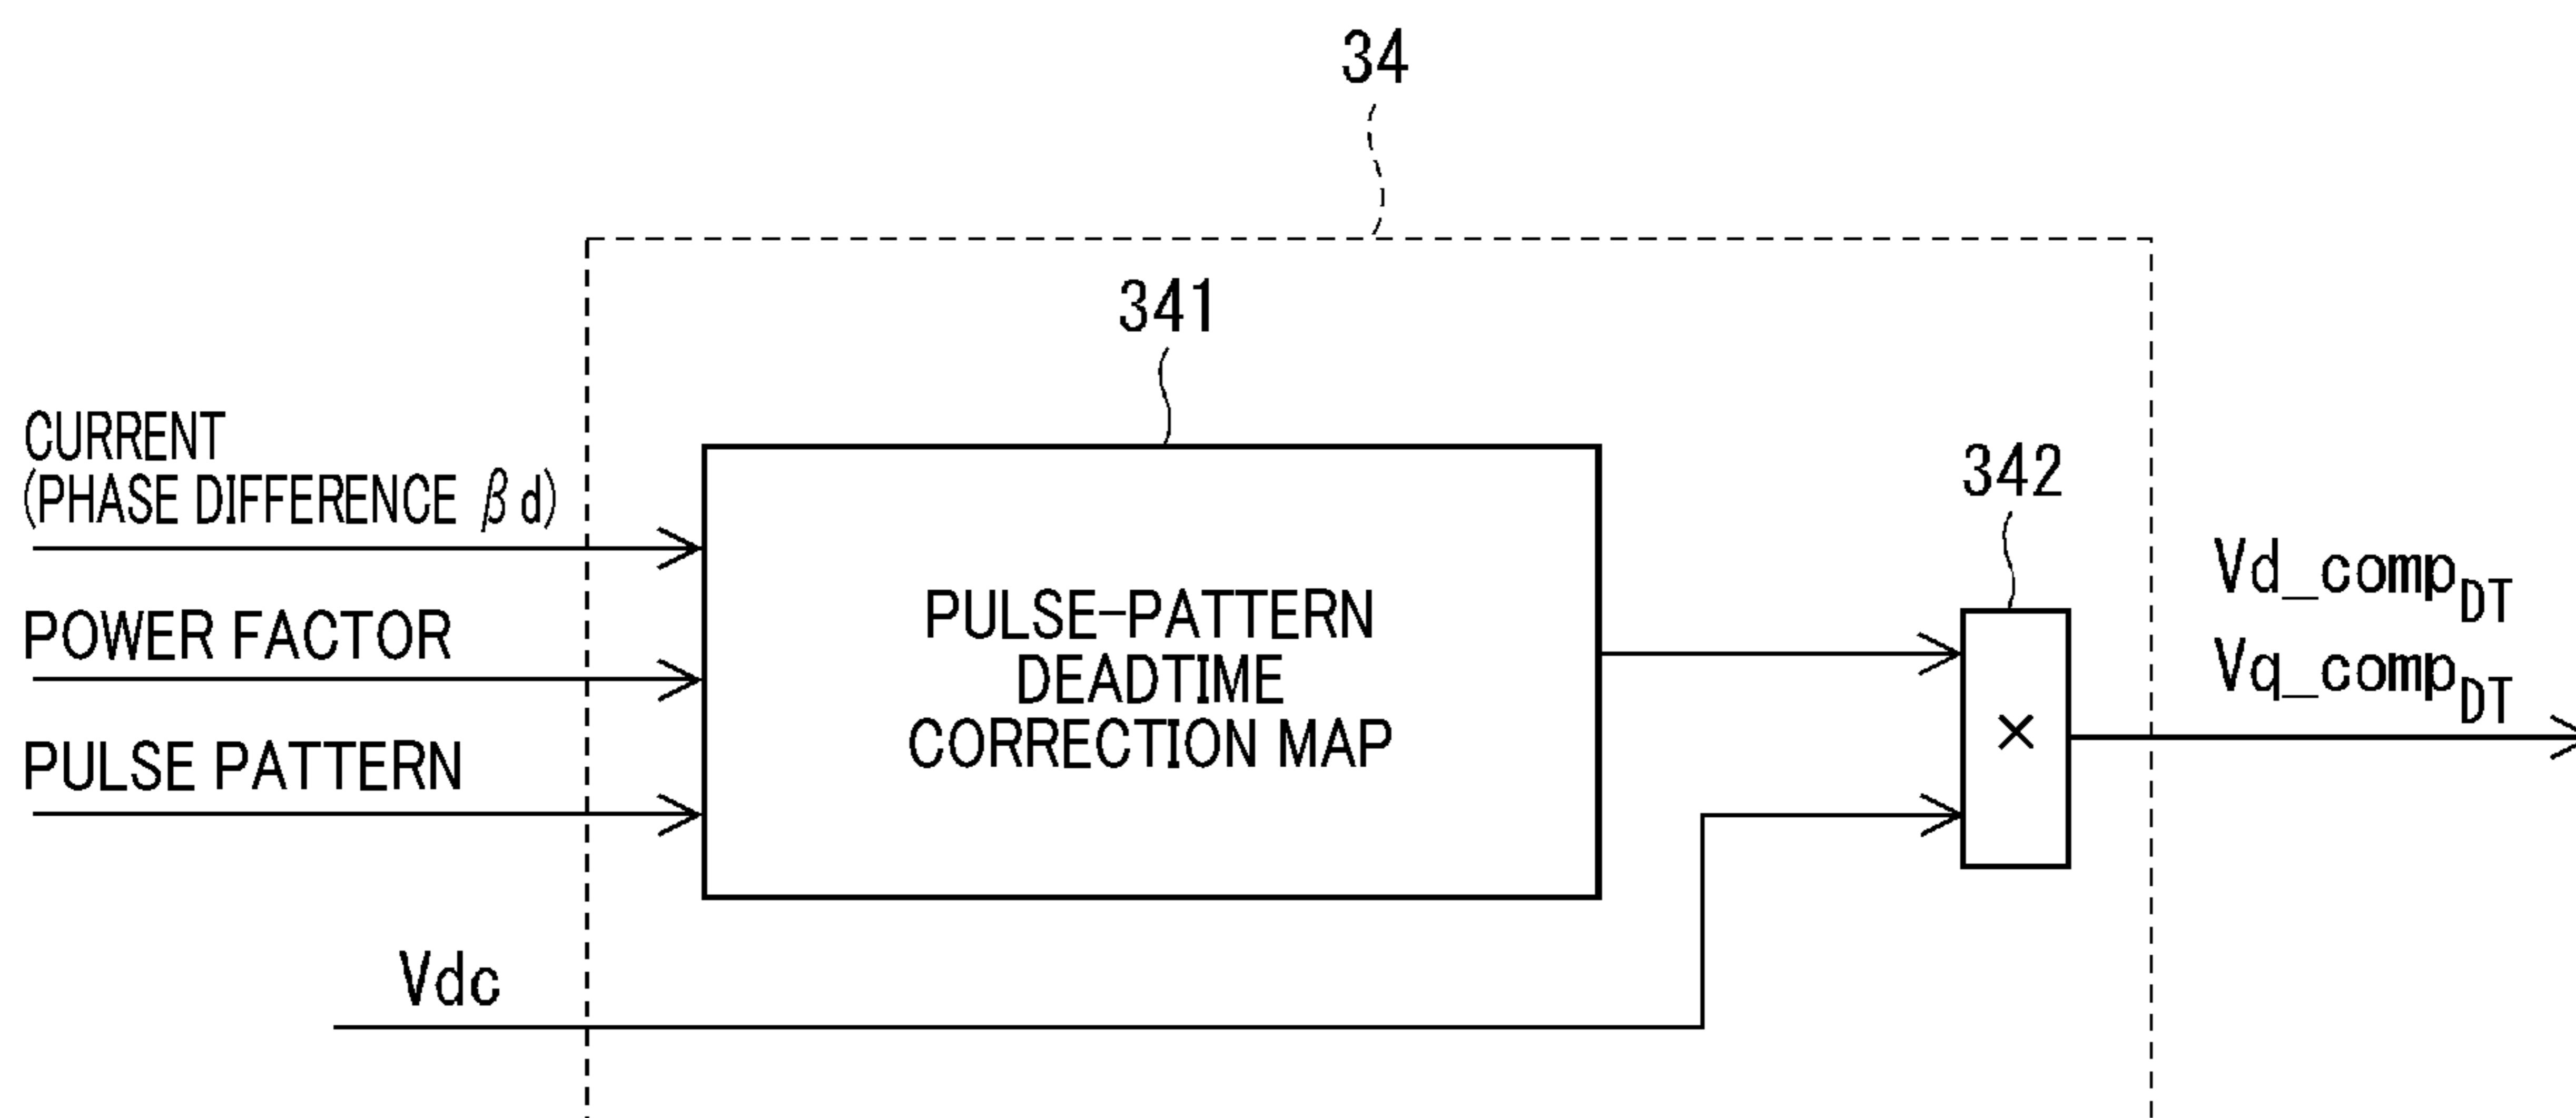 34
341
CURRENT
(PHASE DIFFERENCE βd)
342
POWER FACTOR
PULSE PATTERN
PULSE-PATTERN
DEADTIME
CORRECTION MAP
×
Vd_compDT
Vq_compDT
Vdc